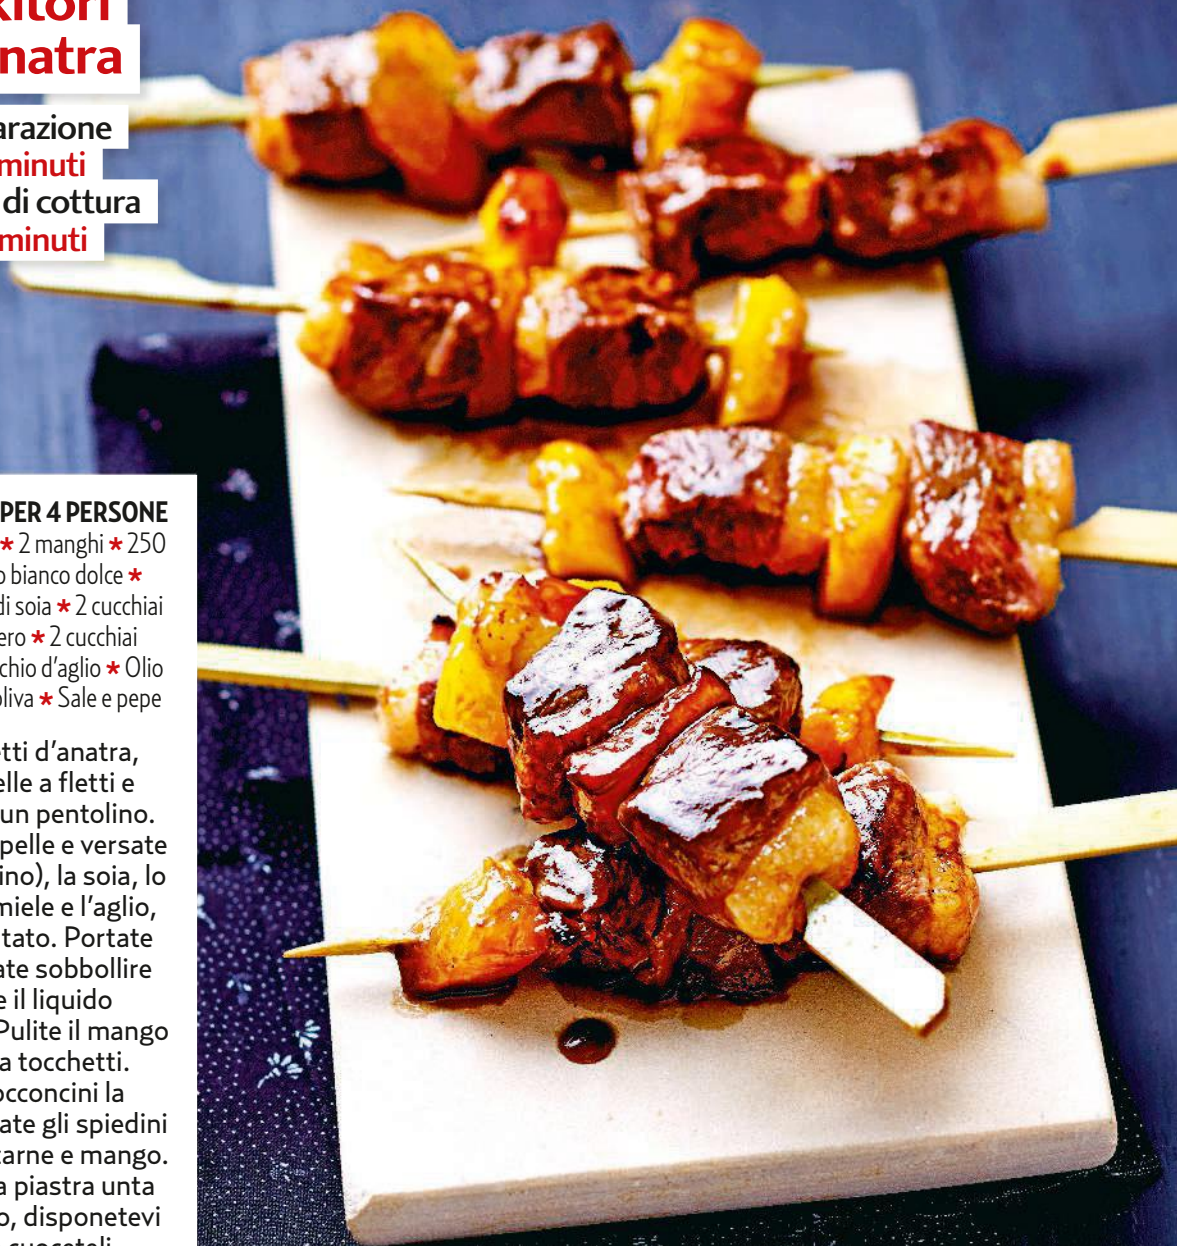 kitori
natra
arazione
minuti
di cottura
minuti
PER 4 PERSONE
* 2 manghi * 250
o bianco dolce *
di soia * 2 cucchiai
ero * 2 cucchiai
chio d'aglio * Olio
oliva * Sale e pepe
etti d'anatra,
elle a fletti e
un pentolino.
pelle e versate
ino), la soia, lo
miele e l'aglio,
tato. Portate
ate sobbollire
e il liquido
Pulite il mango
a tocchetti.
occoncini la
ate gli spiedini
carne e mango.
a piastra unta
o, disponetevi
cuoceteli